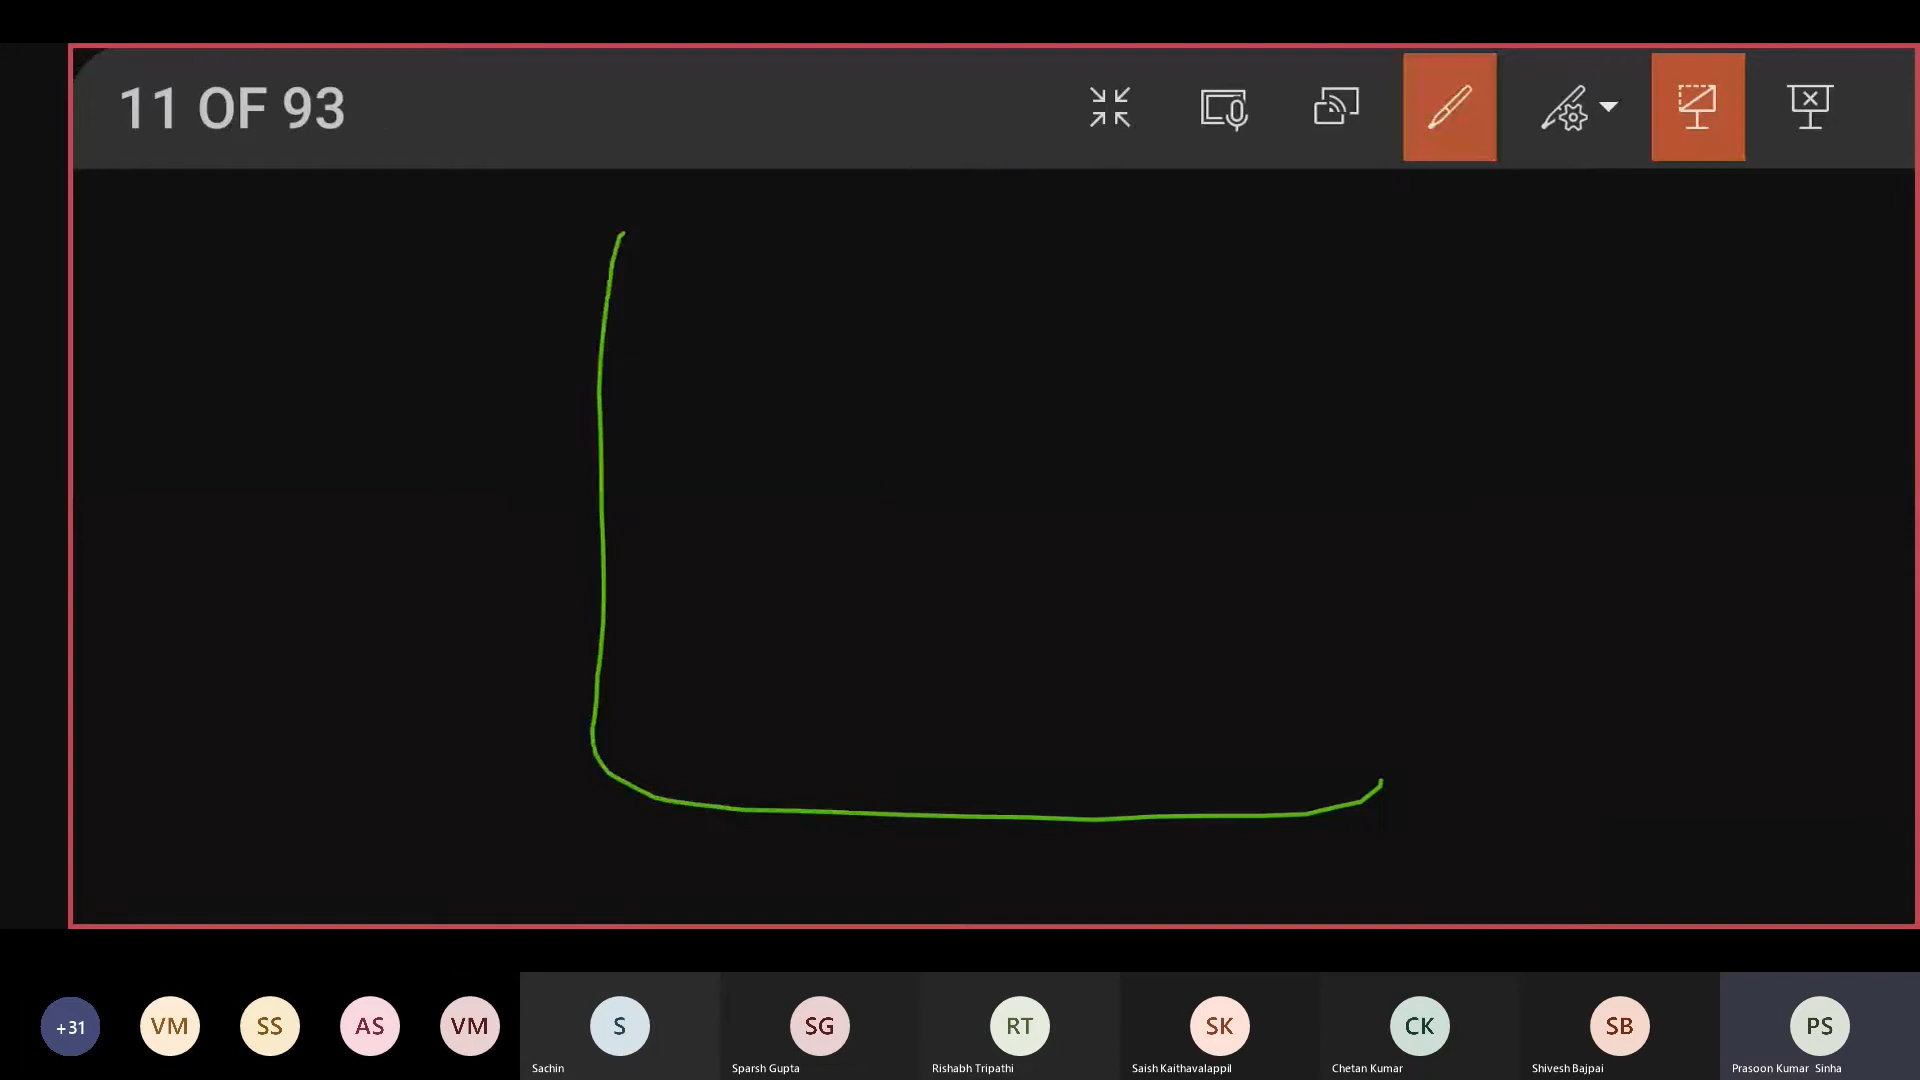 11 OF 93
+31
VM
SS
AS
VM
S
SG
RT
SK
CK
SB
PS
Sachin
Sparsh Gupta
Rishabh Tripathi
Saish Kaithavalappil
Chetan Kumar
Shivesh Bajpai
Prasoon Kumar Sinha